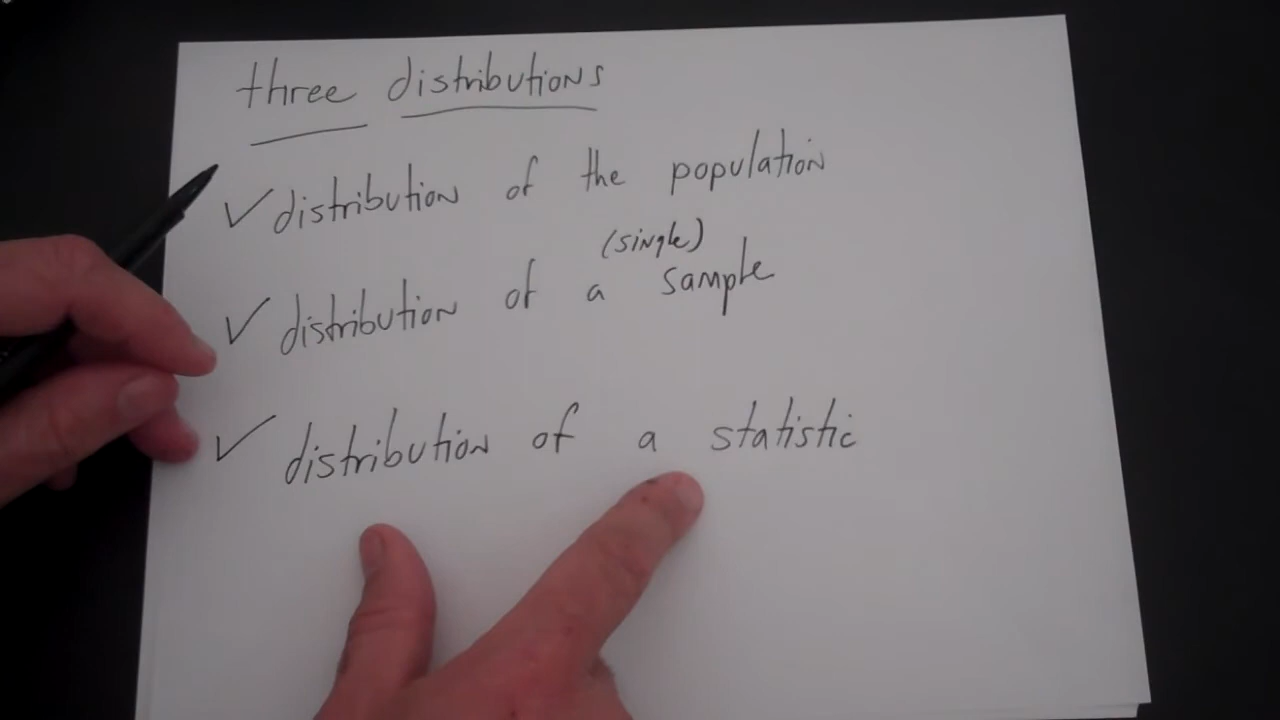 three distributions
✓ distribution of the population
(single)
✓ distribution of a sample
✓ distribution of a statistic